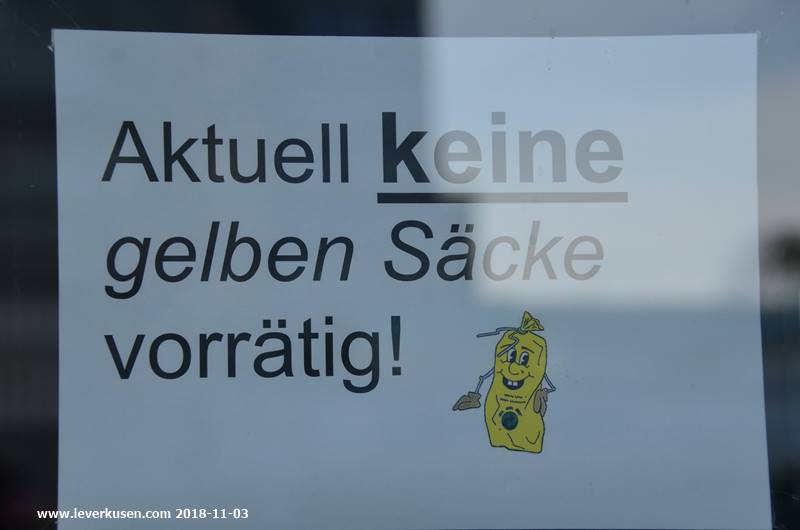 Aktuell keine
gelben Säcke
vorrätig!
www.leverkusen.com 2018-11-03